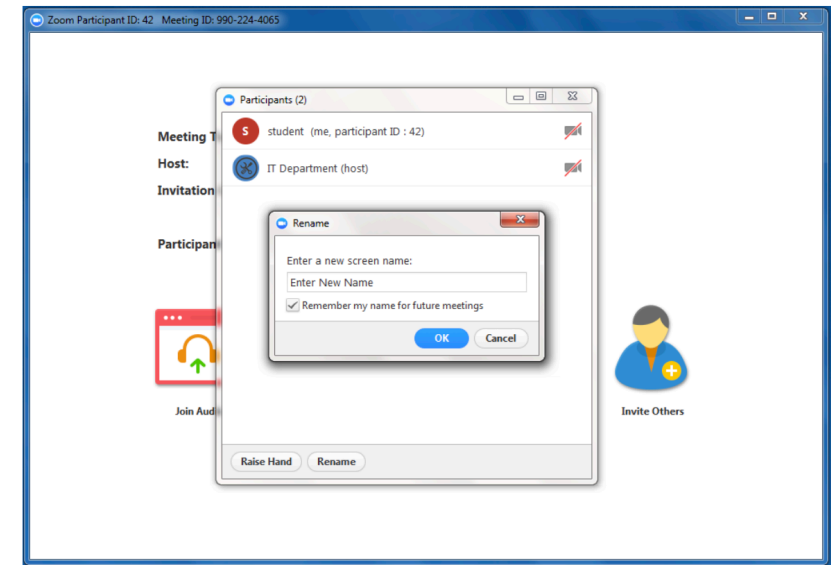 Zoom Participant ID: 42 Meeting ID: 990-224-4065
Participants (2)
S student (me, participant ID : 42)
IT Department (host)
Meeting T
Host:
Invitation
Participan
Rename
Enter a new screen name:
Enter New Name
Remember my name for future meetings
OK Cancel
Join Aud
Invite Others
Raise Hand Rename